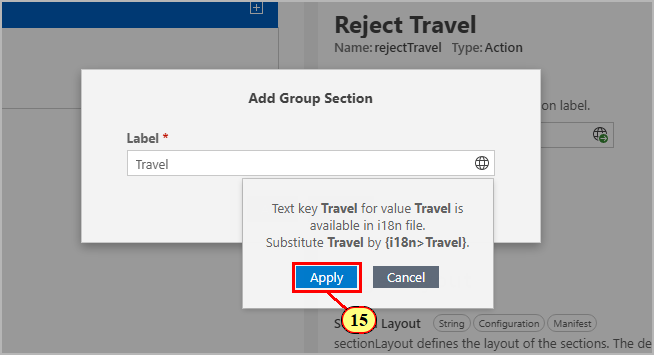 Reject Travel
Name: rejectTravel Type: Action
Add Group Section
on label.
Label *
Travel
Text key Travel for value Travel is
available in i18n file.
Substitute Travel by {i18n>Travel}.
Apply Cancel
15
Layout String Configuration Manifest
sectionLayout defines the layout of the sections. The de